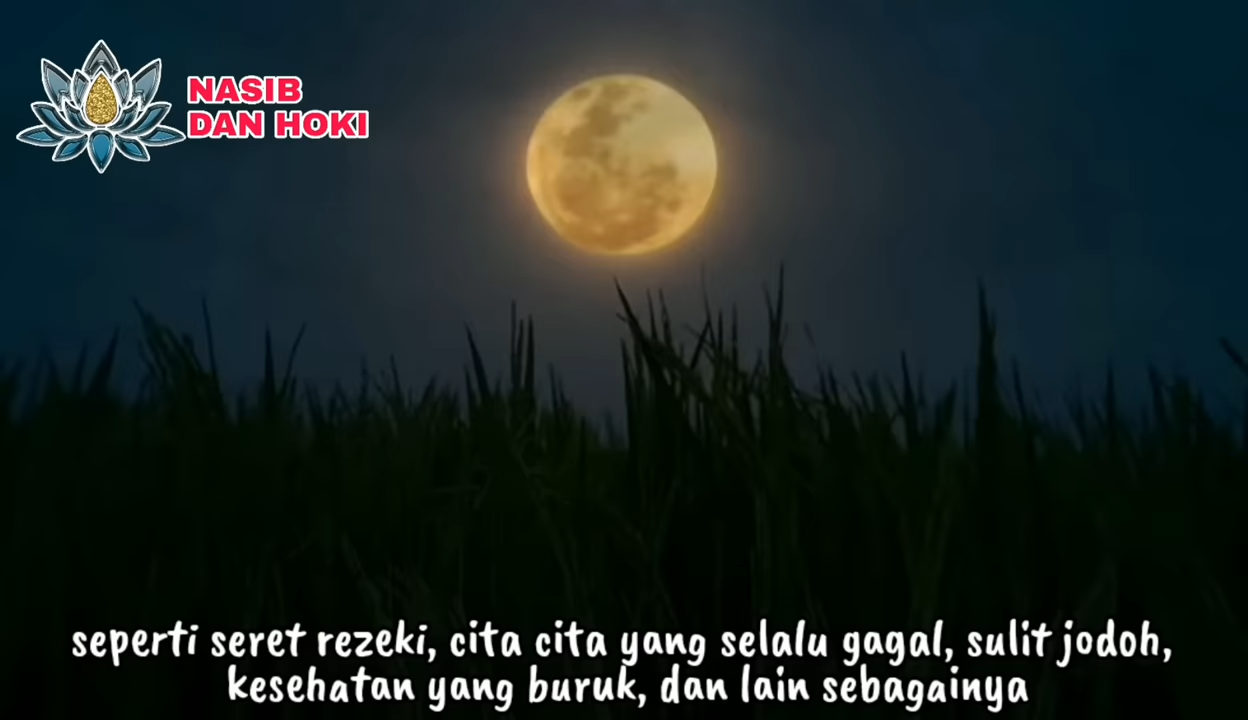 NASIB
DAN HOKI
seperti seret rezeki, cita cita yang selalu gagal, sulit jodoh,
kesehatan yang buruk, dan lain sebagainya